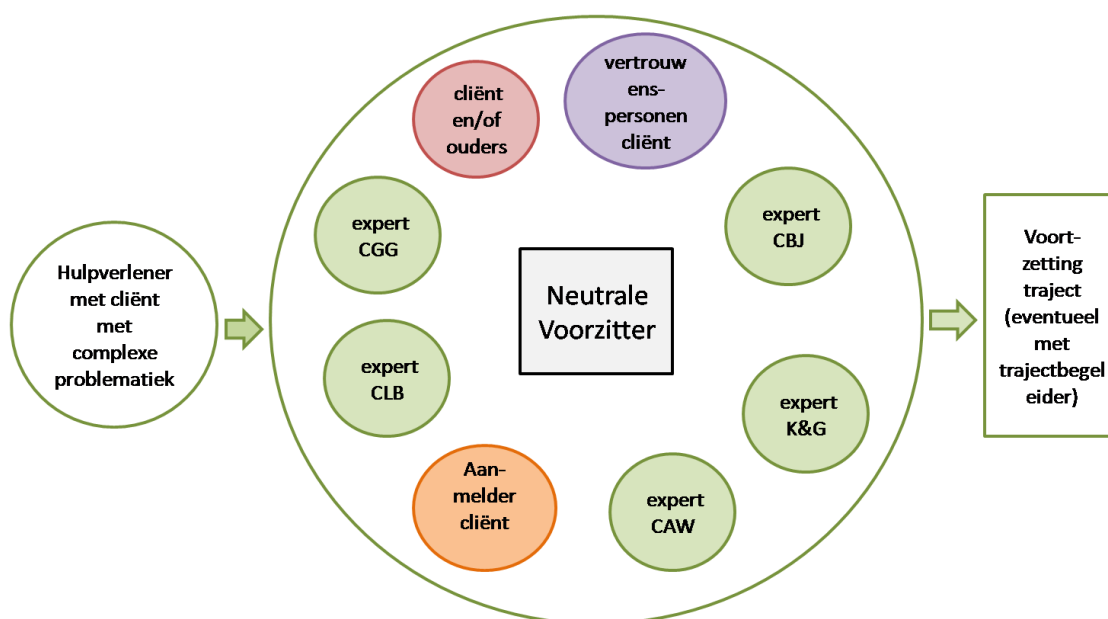 Hulpverlener
met cliënt
met
complexe
problematiek
cliënt
en/of
ouders
vertrouw
ens-
personen
cliënt
expert
CGG
expert
CBJ
Neutrale
Voorzitter
expert
CLB
expert
K&G
Aan-
melder
cliënt
expert
CAW
Voort-
zetting
traject
(eventueel
met
trajectbegel
eider)